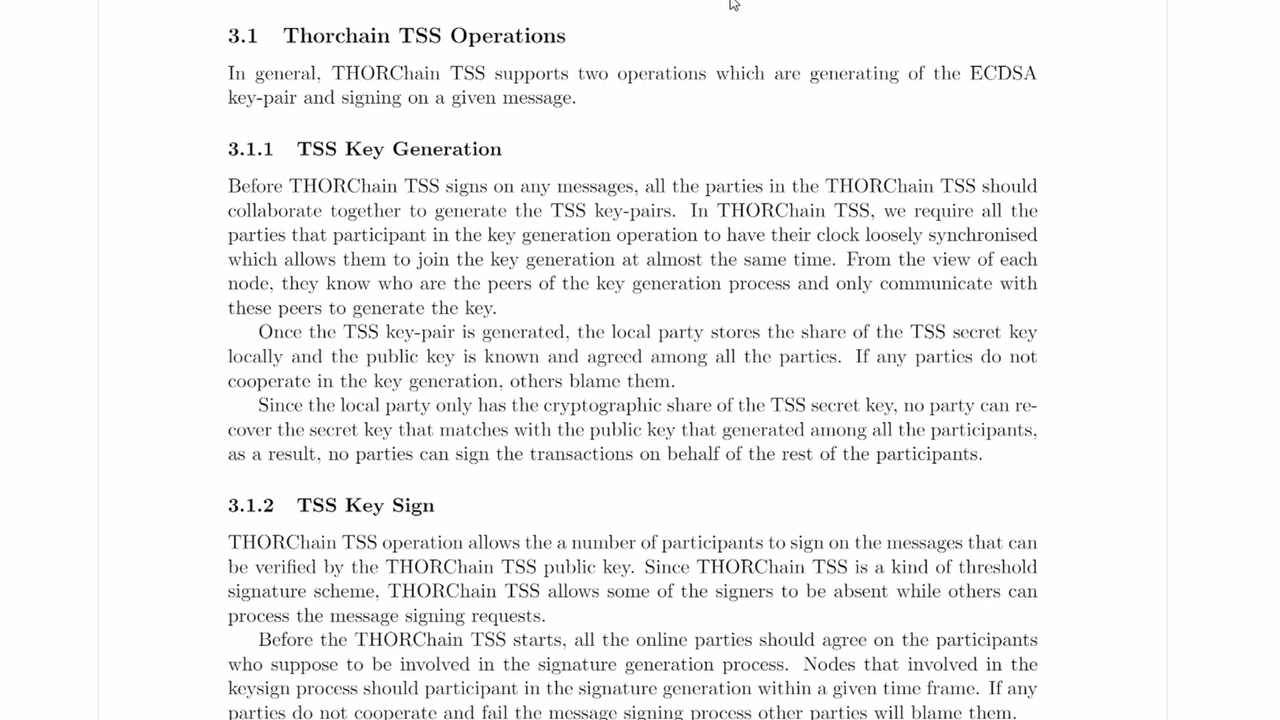 3.1 Thorchain TSS Operations
In general, THORChain TSS supports two operations which are generating of the ECDSA
key-pair and signing on a given message.
3.1.1 TSS Key Generation
Before THORChain TSS signs on any messages, all the parties in the THORChain TSS should
collaborate together to generate the TSS key-pairs. In THORChain TSS, we require all the
parties that participant in the key generation operation to have their clock loosely synchronised
which allows them to join the key generation at almost the same time. From the view of each
node, they know who are the peers of the key generation process and only communicate with
these peers to generate the key.
Once the TSS key-pair is generated, the local party stores the share of the TSS secret key
locally and the public key is known and agreed among all the parties. If any parties do not
cooperate in the key generation, others blame them.
Since the local party only has the cryptographic share of the TSS secret key, no party can re-
cover the secret key that matches with the public key that generated among all the participants,
as a result, no parties can sign the transactions on behalf of the rest of the participants.
3.1.2 TSS Key Sign
THORChain TSS operation allows the a number of participants to sign on the messages that can
be verified by the THORChain TSS public key. Since THORChain TSS is a kind of threshold
signature scheme, THORChain TSS allows some of the signers to be absent while others can
process the message signing requests.
Before the THORChain TSS starts, all the online parties should agree on the participants
who suppose to be involved in the signature generation process. Nodes that involved in the
keysign process should participant in the signature generation within a given time frame. If any
parties do not cooperate and fail the message signing process other parties will blame them.